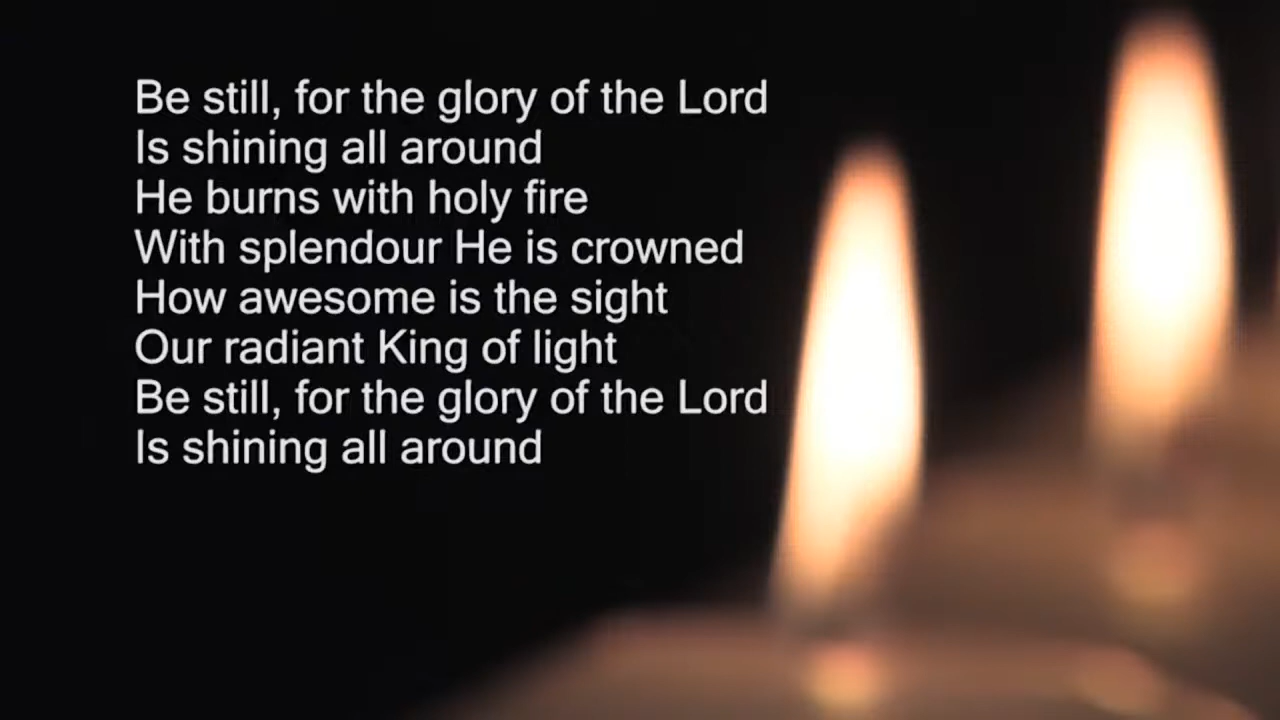 Be still, for the glory of the Lord
Is shining all around
He burns with holy fire
With splendour He is crowned
How awesome is the sight
Our radiant King of light
Be still, for the glory of the Lord
Is shining all around